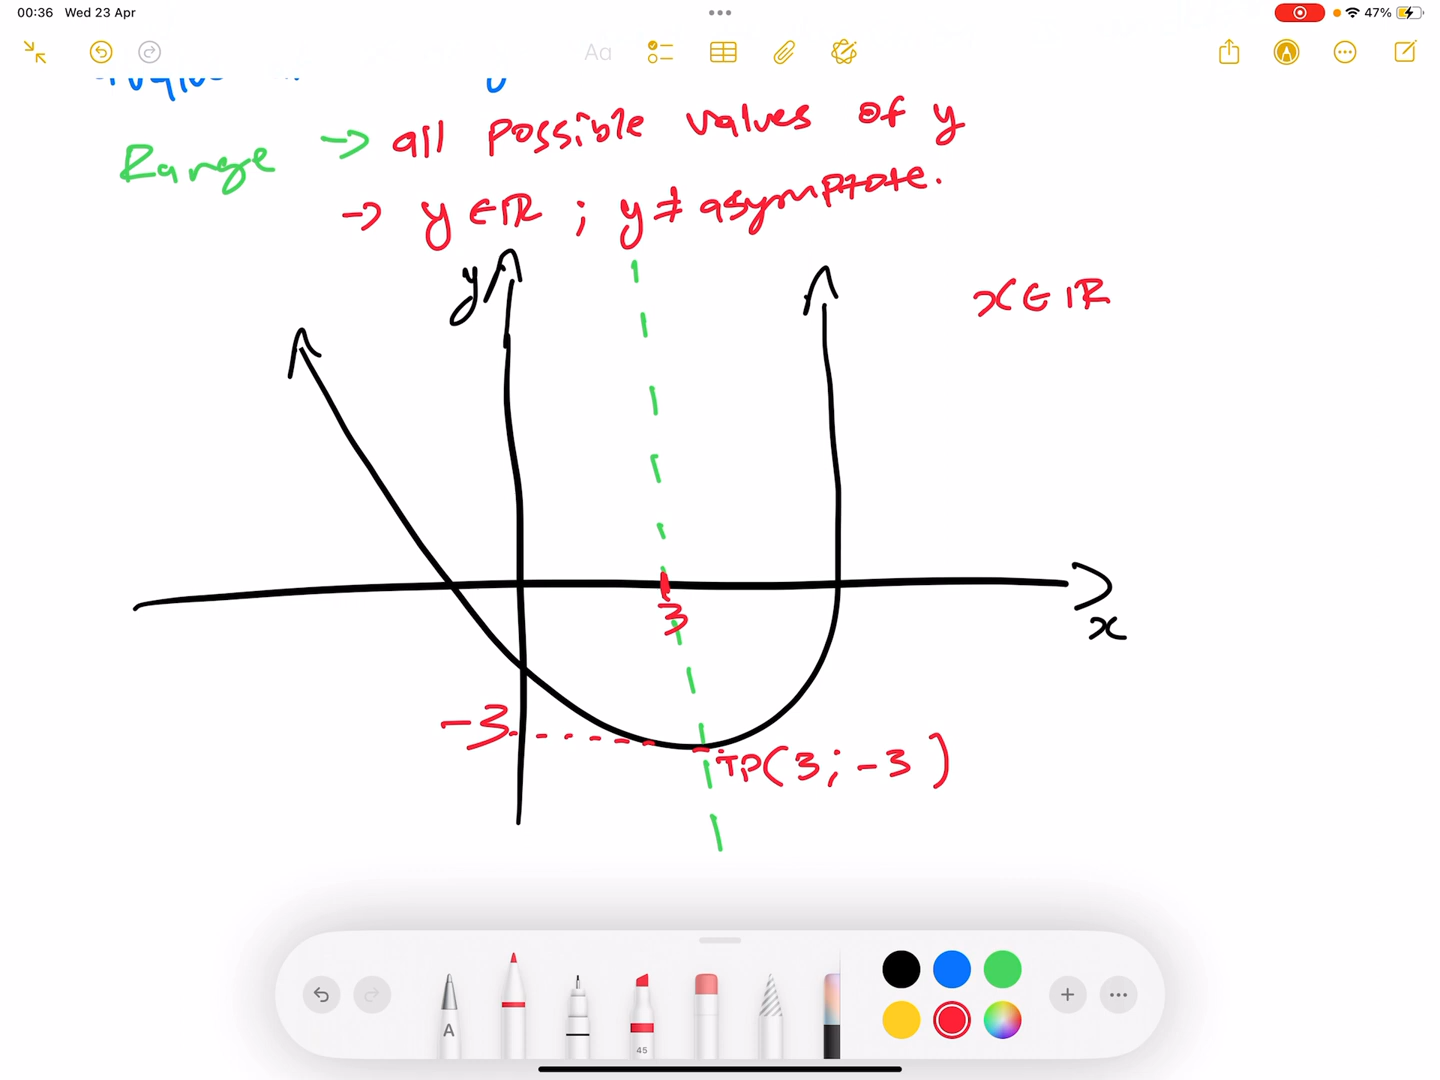 00:36 Wed 23 Apr
47%
Aa
Range → all possible values of y
→ y ∈ ℝ ; y ≠ asymptote.
y
x ∈ ℝ
3
x
-3
TP(3; -3)
A
45